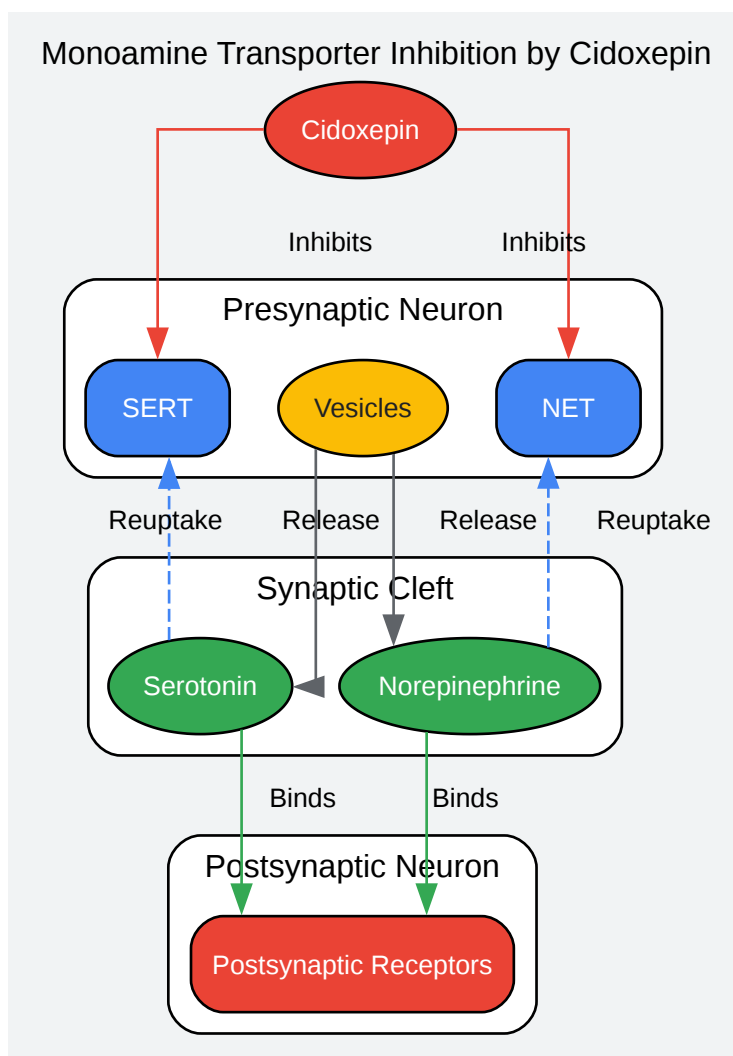 Monoamine Transporter Inhibition by Cidoxepin
Cidoxepin
Inhibits
Inhibits
Presynaptic Neuron
SERT
Vesicles
NET
Reuptake
Release
Release
Reuptake
Synaptic Cleft
Serotonin
Norepinephrine
Binds
Binds
Postsynaptic Neuron
Postsynaptic Receptors